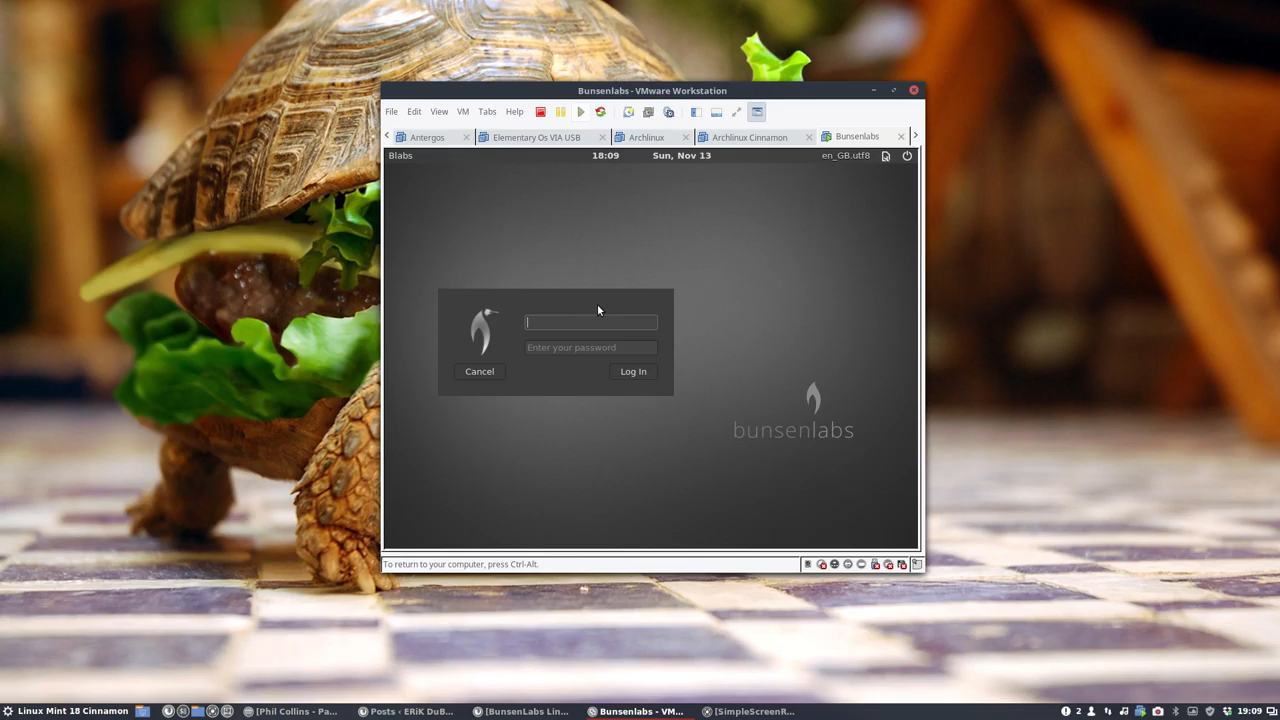 Bunsenlabs - VMware Workstation
File Edit View VM Tabs Help
Antergos Elementary Os VIA USB Archlinux Archlinux Cinnamon Bunsenlabs
Blabs 18:09 Sun, Nov 13 en_GB.utf8
Enter your password
Cancel Log In
bunsenlabs
To return to your computer, press Ctrl-Alt.
Linux Mint 18 Cinnamon [Phil Collins - Pa... Posts ‹ ERiK DuB... [BunsenLabs Lin... Bunsenlabs - VM... [SimpleScreenR... 2 19:09